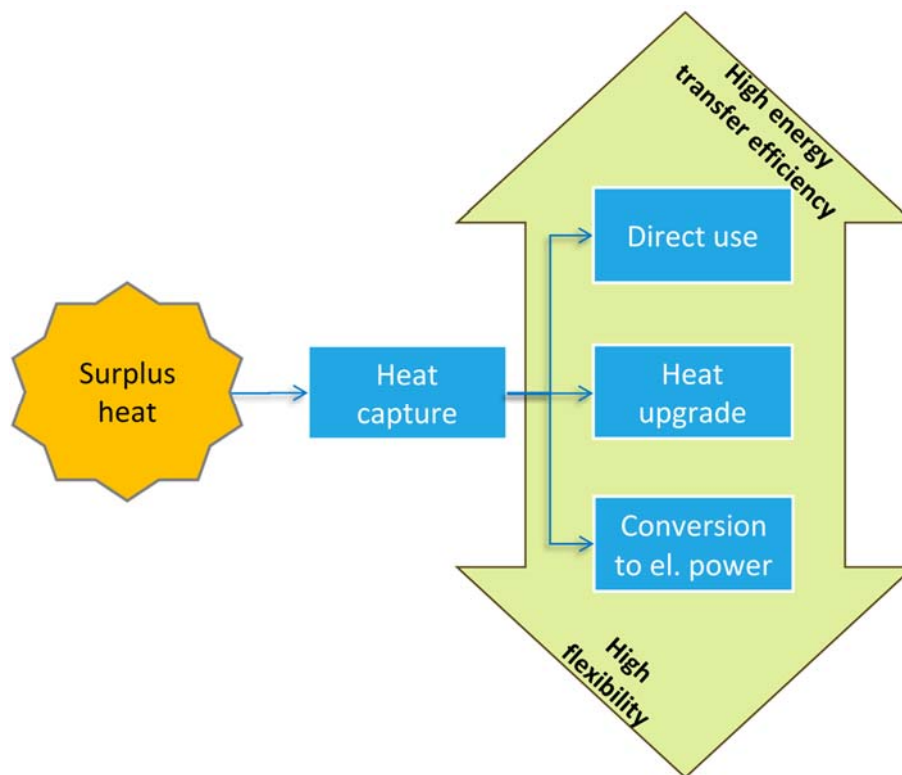 High energy
transfer efficiency
Direct use
Surplus
heat
Heat
capture
Heat
upgrade
Conversion
to el. power
High
flexibility